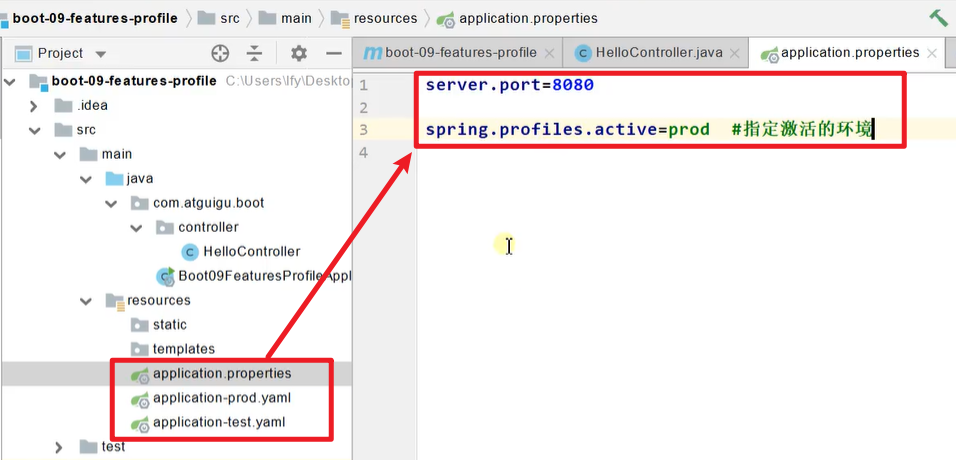 boot-09-features-profile src main resources application.properties
Project
boot-09-features-profile HelloController.java application.properties
boot-09-features-profile C:\Users\lfy\Deskto
.idea
src
main
java
com.atguigu.boot
controller
HelloController
Boot09FeaturesProfileAppl
resources
static
templates
application.properties
application-prod.yaml
application-test.yaml
test
1 server.port=8080
2
3 spring.profiles.active=prod #指定激活的环境
4